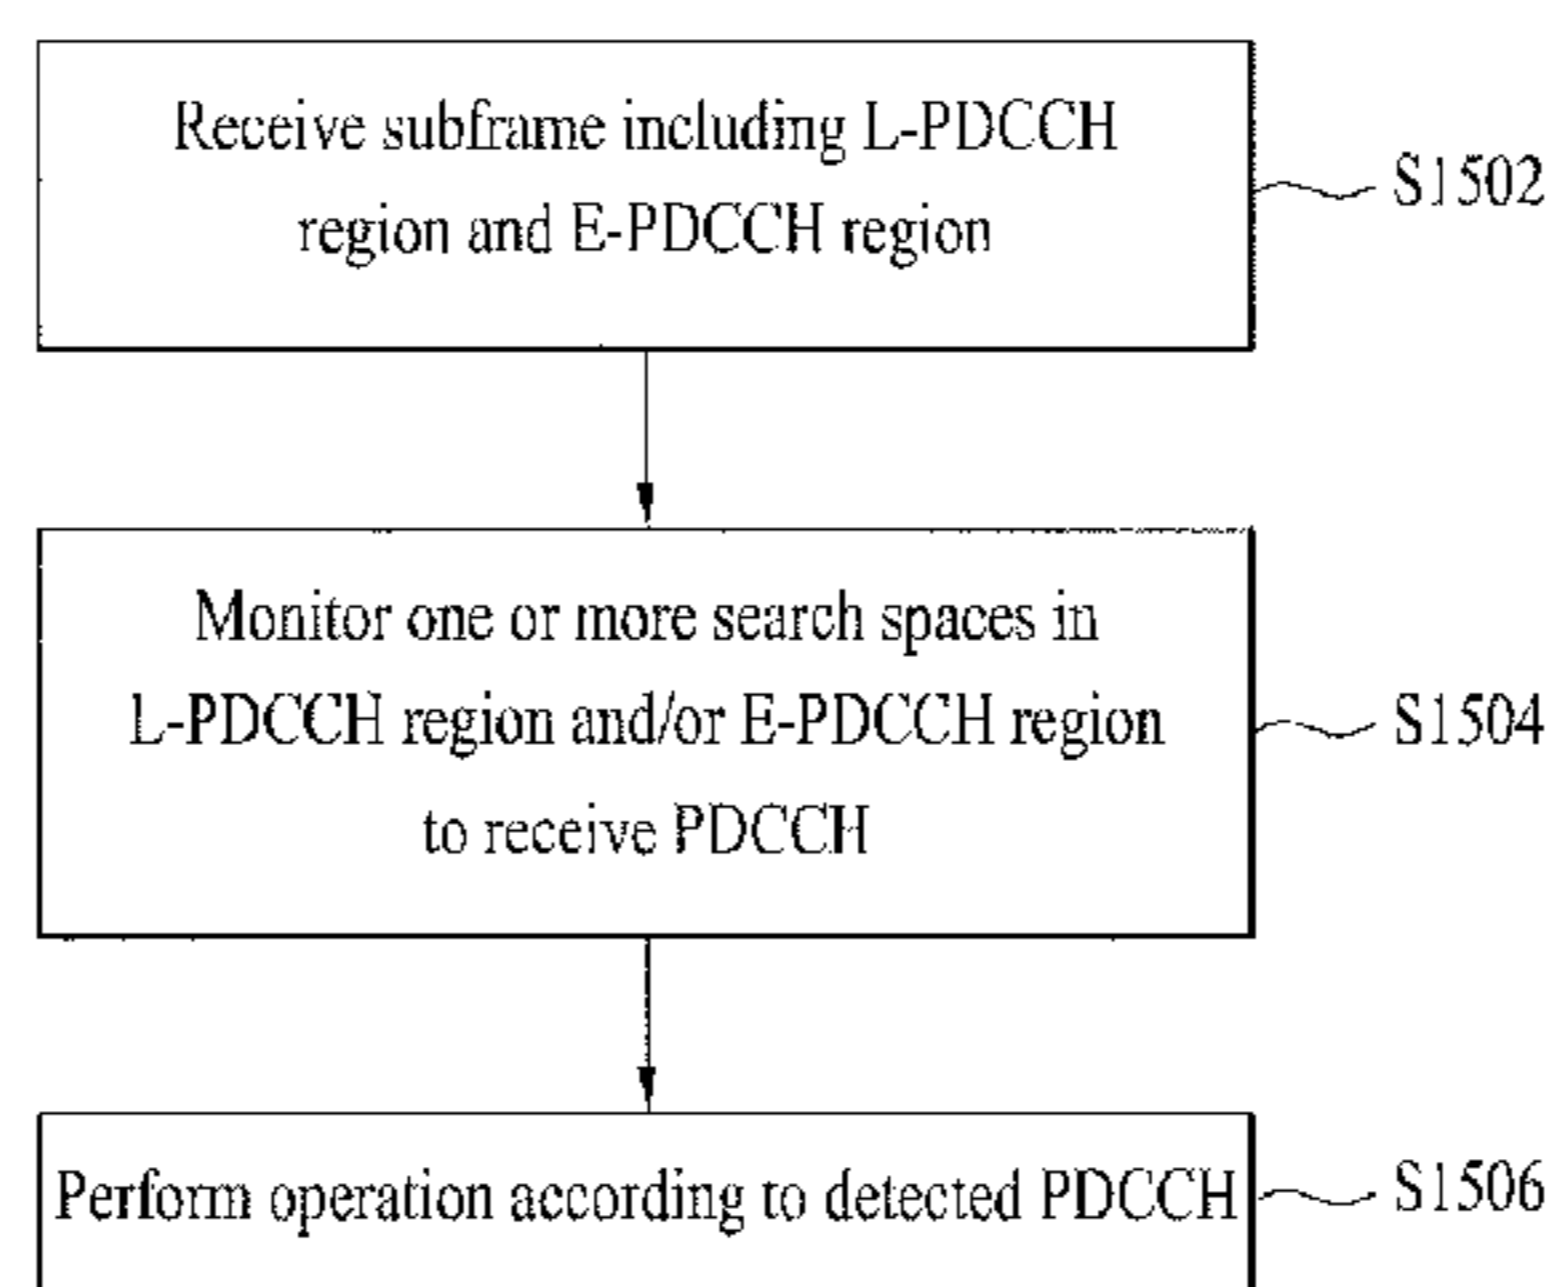 Receive subframe including L-PDCCH
region and E-PDCCH region
S1502
Monitor one or more search spaces in
L-PDCCH region and/or E-PDCCH region
to receive PDCCH
S1504
Perform operation according to detected PDCCH
S1506